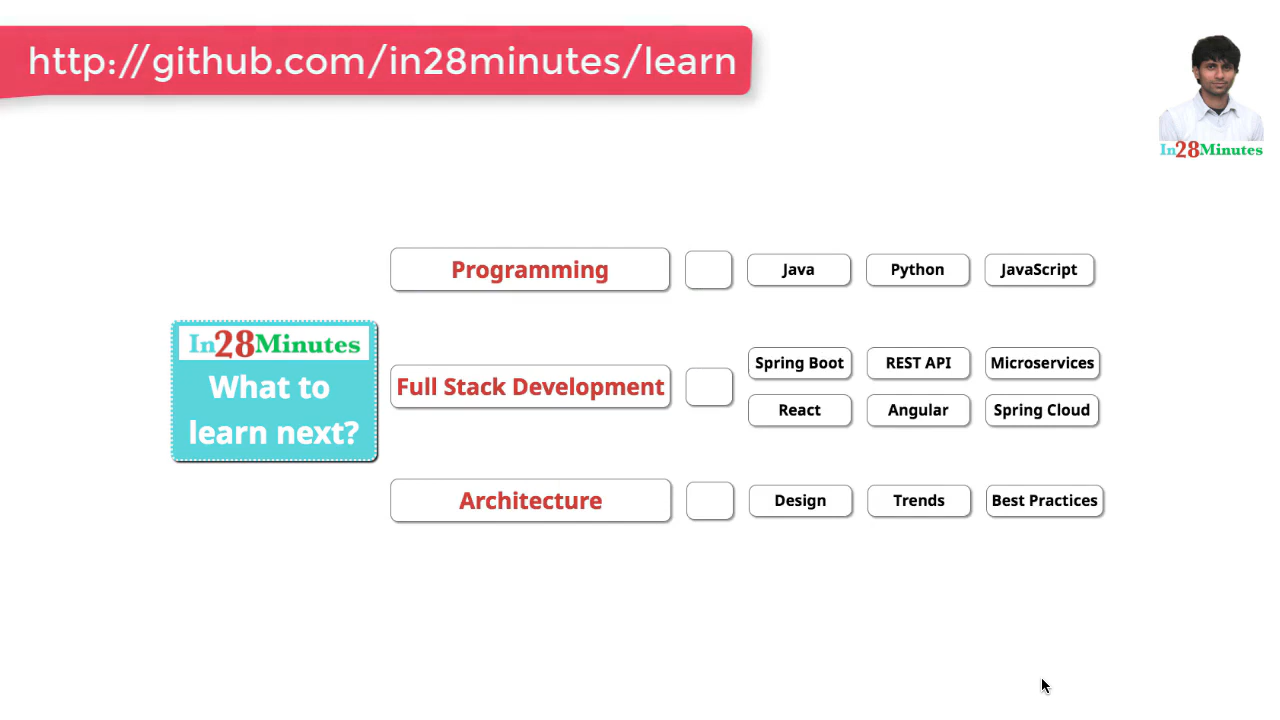 http://github.com/in28minutes/learn
In28Minutes
Programming
Java
Python
JavaScript
In28Minutes
What to
learn next?
Full Stack Development
Spring Boot
REST API
Microservices
React
Angular
Spring Cloud
Architecture
Design
Trends
Best Practices